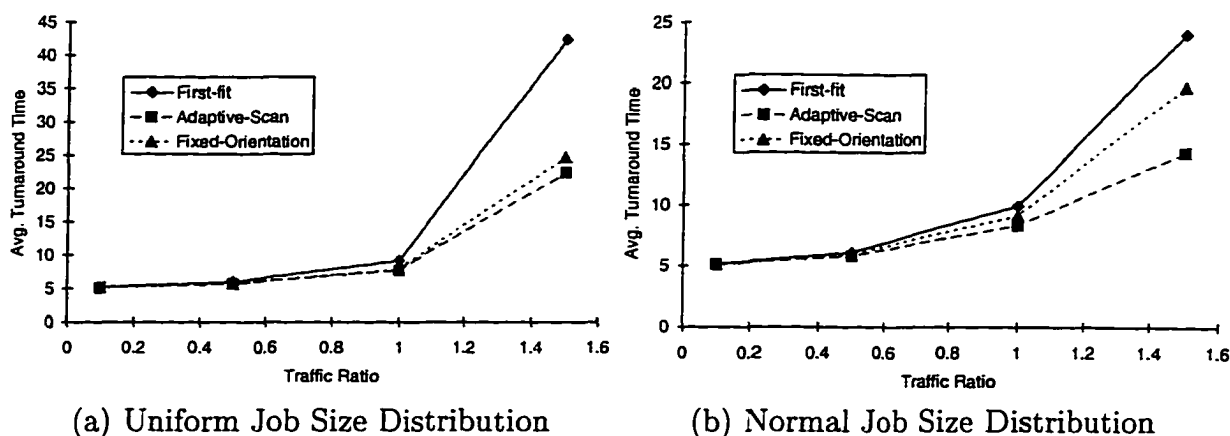 45
40
35
30
25
20
15
10
5
0
Avg. Turnaround Time
First-fit
Adaptive-Scan
Fixed-Orientation
0 0.2 0.4 0.6 0.8 1 1.2 1.4 1.6
Traffic Ratio
(a) Uniform Job Size Distribution
25
20
15
10
5
0
Avg. Turnaround Time
First-fit
Adaptive-Scan
Fixed-Orientation
0 0.2 0.4 0.6 0.8 1 1.2 1.4 1.6
Traffic Ratio
(b) Normal Job Size Distribution